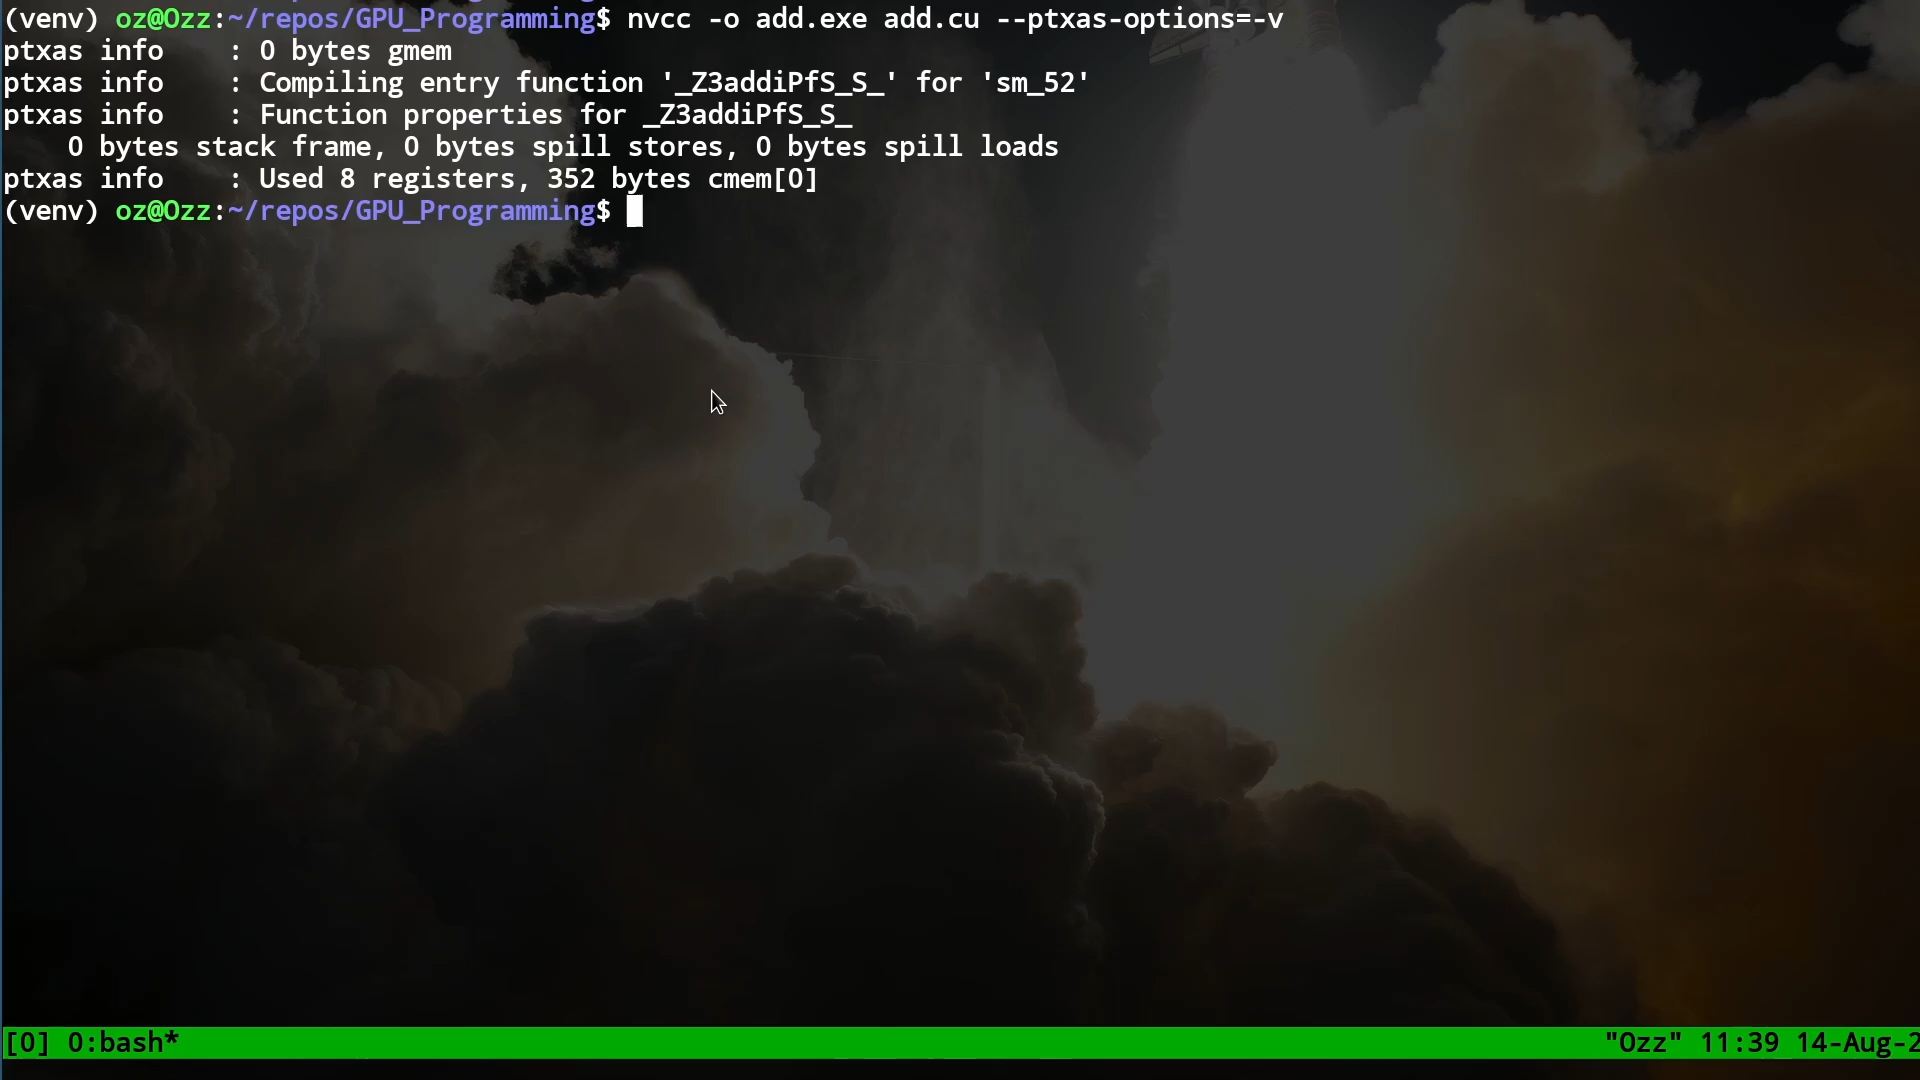 (venv) oz@Ozz:~/repos/GPU_Programming$ nvcc -o add.exe add.cu --ptxas-options=-v
ptxas info    : 0 bytes gmem
ptxas info    : Compiling entry function '_Z3addiPfS_S_' for 'sm_52'
ptxas info    : Function properties for _Z3addiPfS_S_
    0 bytes stack frame, 0 bytes spill stores, 0 bytes spill loads
ptxas info    : Used 8 registers, 352 bytes cmem[0]
(venv) oz@Ozz:~/repos/GPU_Programming$
[0] 0:bash* "Ozz" 11:39 14-Aug-2